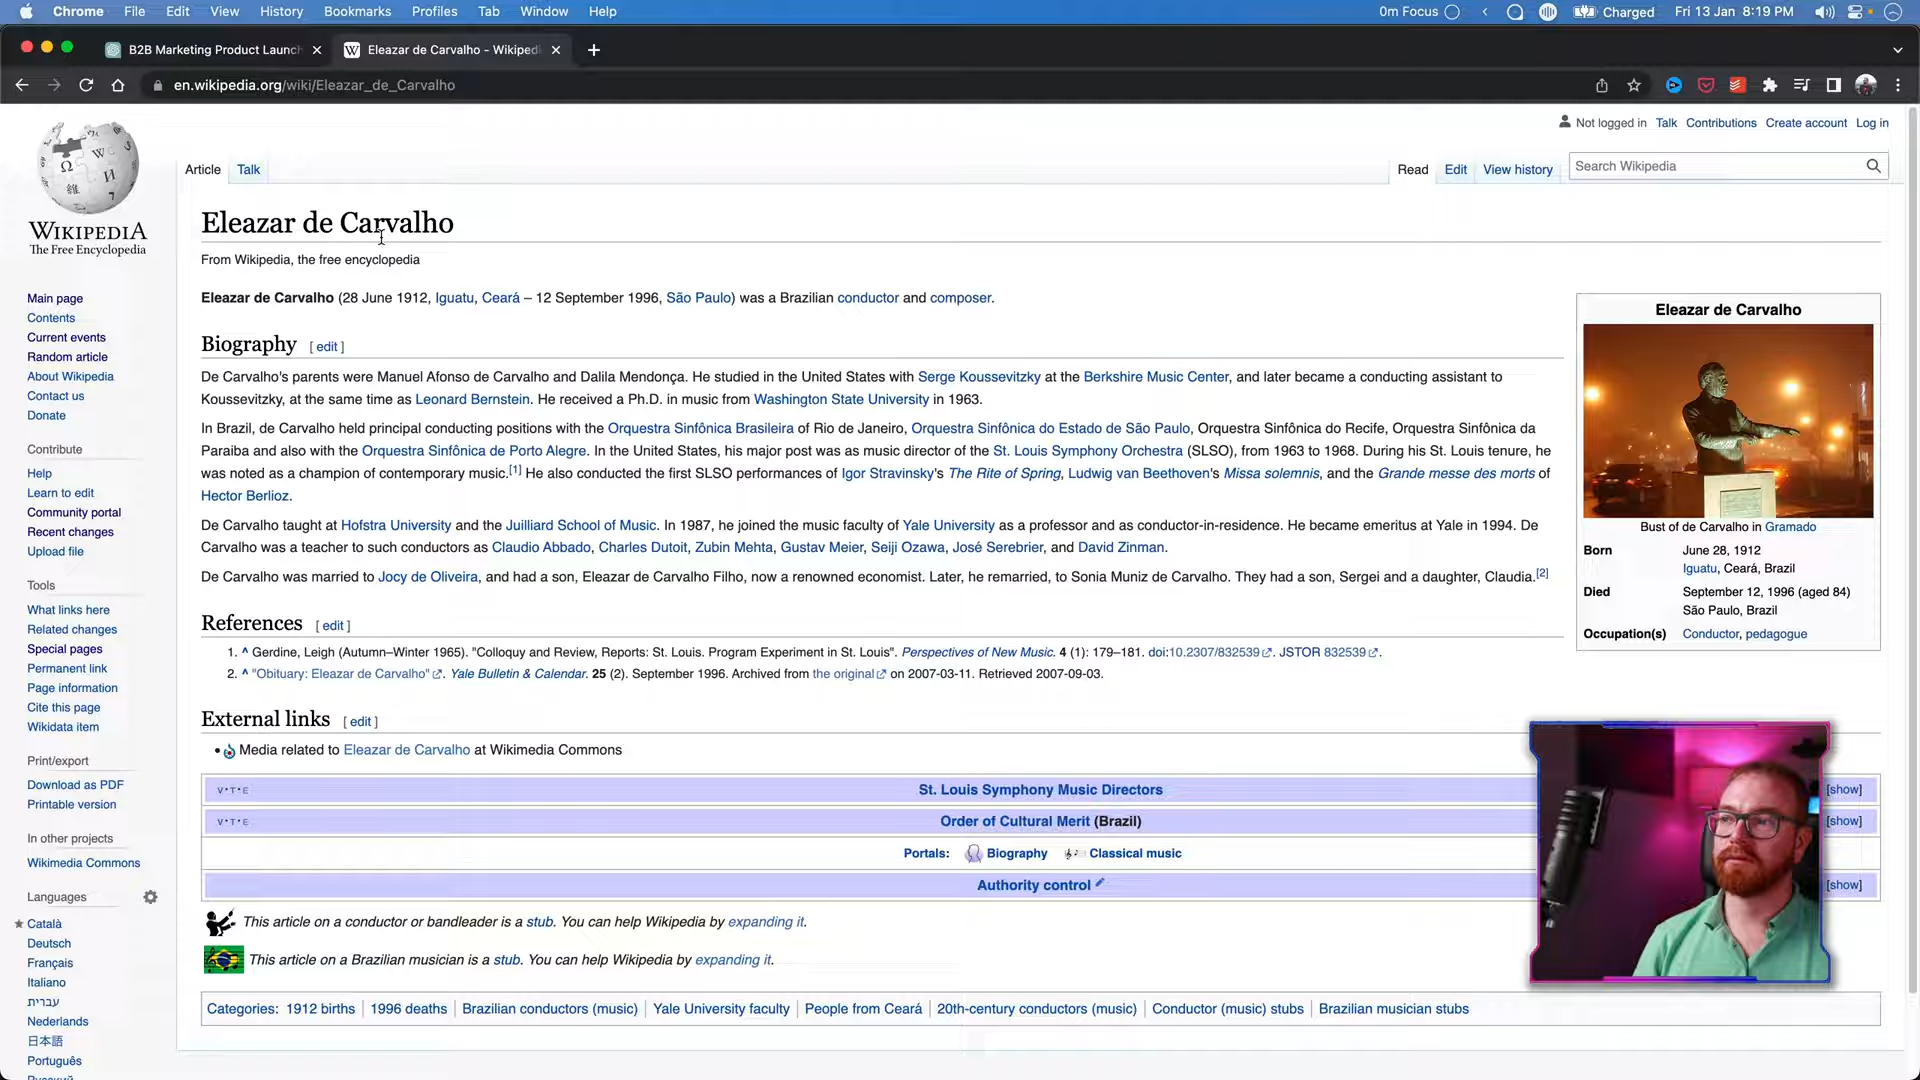 Chrome File Edit View History Bookmarks Profiles Tab Window Help 0m Focus Charged Fri 13 Jan 8:19 PM
B2B Marketing Product Launch
Eleazar de Carvalho - Wikiped
en.wikipedia.org/wiki/Eleazar_de_Carvalho
Not logged in Talk Contributions Create account Log in
Article Talk Read Edit View history Search Wikipedia
WIKIPEDIA
The Free Encyclopedia
Main page
Contents
Current events
Random article
About Wikipedia
Contact us
Donate
Contribute
Help
Learn to edit
Community portal
Recent changes
Upload file
Tools
What links here
Related changes
Special pages
Permanent link
Page information
Cite this page
Wikidata item
Print/export
Download as PDF
Printable version
In other projects
Wikimedia Commons
Languages
Català
Deutsch
Français
Italiano
עברית
Nederlands
日本語
Português
Русский
Eleazar de Carvalho
From Wikipedia, the free encyclopedia
Eleazar de Carvalho (28 June 1912, Iguatu, Ceará – 12 September 1996, São Paulo) was a Brazilian conductor and composer.
Biography [ edit ]
De Carvalho's parents were Manuel Afonso de Carvalho and Dalila Mendonça. He studied in the United States with Serge Koussevitzky at the Berkshire Music Center, and later became a conducting assistant to
Koussevitzky, at the same time as Leonard Bernstein. He received a Ph.D. in music from Washington State University in 1963.
In Brazil, de Carvalho held principal conducting positions with the Orquestra Sinfônica Brasileira of Rio de Janeiro, Orquestra Sinfônica do Estado de São Paulo, Orquestra Sinfônica do Recife, Orquestra Sinfônica da
Paraiba and also with the Orquestra Sinfônica de Porto Alegre. In the United States, his major post was as music director of the St. Louis Symphony Orchestra (SLSO), from 1963 to 1968. During his St. Louis tenure, he
was noted as a champion of contemporary music.[1] He also conducted the first SLSO performances of Igor Stravinsky's The Rite of Spring, Ludwig van Beethoven's Missa solemnis, and the Grande messe des morts of
Hector Berlioz.
De Carvalho taught at Hofstra University and the Juilliard School of Music. In 1987, he joined the music faculty of Yale University as a professor and as conductor-in-residence. He became emeritus at Yale in 1994. De
Carvalho was a teacher to such conductors as Claudio Abbado, Charles Dutoit, Zubin Mehta, Gustav Meier, Seiji Ozawa, José Serebrier, and David Zinman.
De Carvalho was married to Jocy de Oliveira, and had a son, Eleazar de Carvalho Filho, now a renowned economist. Later, he remarried, to Sonia Muniz de Carvalho. They had a son, Sergei and a daughter, Claudia.[2]
References [ edit ]
1. ^ Gerdine, Leigh (Autumn–Winter 1965). "Colloquy and Review, Reports: St. Louis. Program Experiment in St. Louis". Perspectives of New Music. 4 (1): 179–181. doi:10.2307/832539. JSTOR 832539.
2. ^ "Obituary: Eleazar de Carvalho". Yale Bulletin & Calendar. 25 (2). September 1996. Archived from the original on 2007-03-11. Retrieved 2007-09-03.
External links [ edit ]
• Media related to Eleazar de Carvalho at Wikimedia Commons
V·T·E St. Louis Symphony Music Directors [show]
V·T·E Order of Cultural Merit (Brazil) [show]
Portals: Biography Classical music
Authority control [show]
This article on a conductor or bandleader is a stub. You can help Wikipedia by expanding it.
This article on a Brazilian musician is a stub. You can help Wikipedia by expanding it.
Categories: 1912 births | 1996 deaths | Brazilian conductors (music) | Yale University faculty | People from Ceará | 20th-century conductors (music) | Conductor (music) stubs | Brazilian musician stubs
Eleazar de Carvalho
Bust of de Carvalho in Gramado
Born June 28, 1912
Iguatu, Ceará, Brazil
Died September 12, 1996 (aged 84)
São Paulo, Brazil
Occupation(s) Conductor, pedagogue